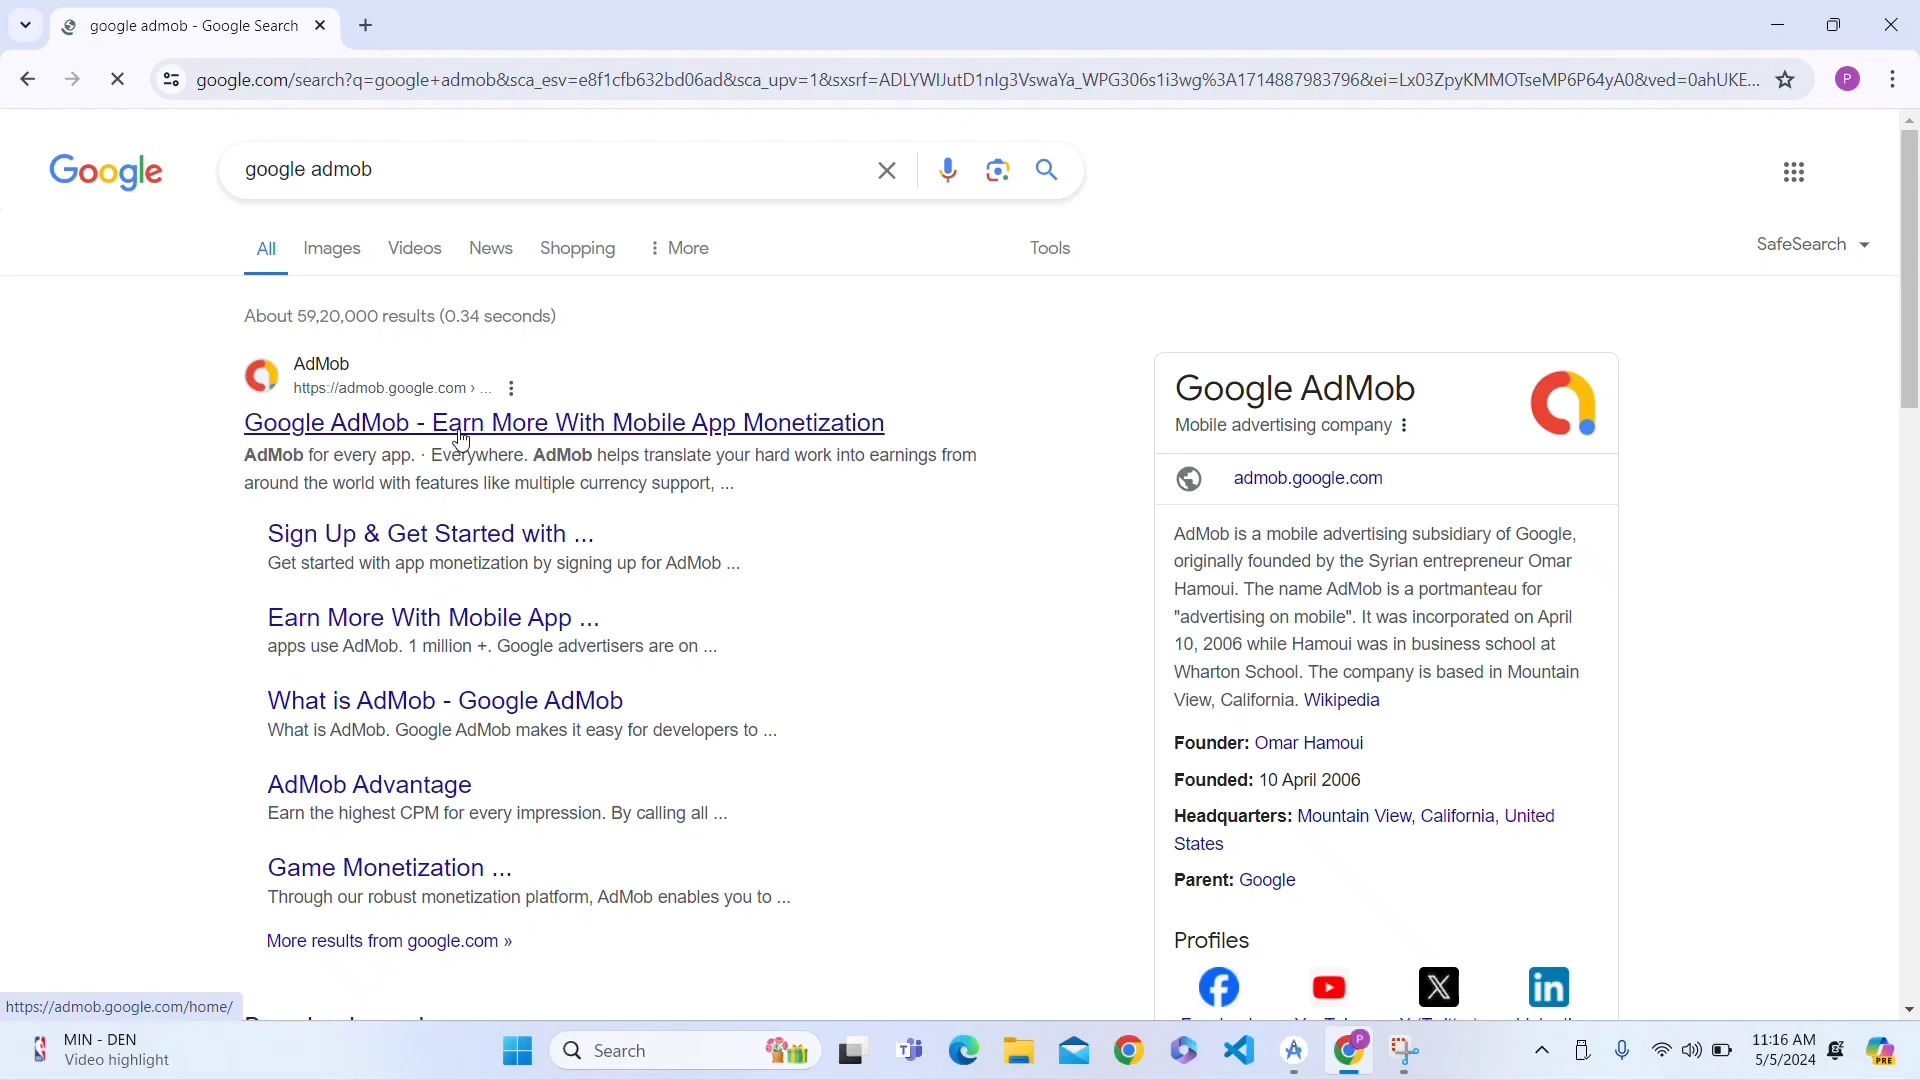 google admob - Google Search
google.com/search?q=google+admob&sca_esv=e8f1cfb632bd06ad&sca_upv=1&sxsrf=ADLYWIJutD1nIg3VswaYa_WPG306s1i3wg%3A1714887983796&ei=Lx03ZpyKMMOTseMP6P64yA0&ved=0ahUKE...
P
Google
google admob
All Images Videos News Shopping More Tools
SafeSearch
About 59,20,000 results (0.34 seconds)
AdMob
https://admob.google.com › ...
Google AdMob - Earn More With Mobile App Monetization
AdMob for every app. · Everywhere. AdMob helps translate your hard work into earnings from
around the world with features like multiple currency support, ...
Sign Up & Get Started with ...
Get started with app monetization by signing up for AdMob ...
Earn More With Mobile App ...
apps use AdMob. 1 million +. Google advertisers are on ...
What is AdMob - Google AdMob
What is AdMob. Google AdMob makes it easy for developers to ...
AdMob Advantage
Earn the highest CPM for every impression. By calling all ...
Game Monetization ...
Through our robust monetization platform, AdMob enables you to ...
More results from google.com »
Google AdMob
Mobile advertising company
admob.google.com
AdMob is a mobile advertising subsidiary of Google,
originally founded by the Syrian entrepreneur Omar
Hamoui. The name AdMob is a portmanteau for
"advertising on mobile". It was incorporated on April
10, 2006 while Hamoui was in business school at
Wharton School. The company is based in Mountain
View, California. Wikipedia
Founder: Omar Hamoui
Founded: 10 April 2006
Headquarters: Mountain View, California, United
States
Parent: Google
Profiles
https://admob.google.com/home/
MIN - DEN
Video highlight
Search
P
11:16 AM
5/5/2024
PRE